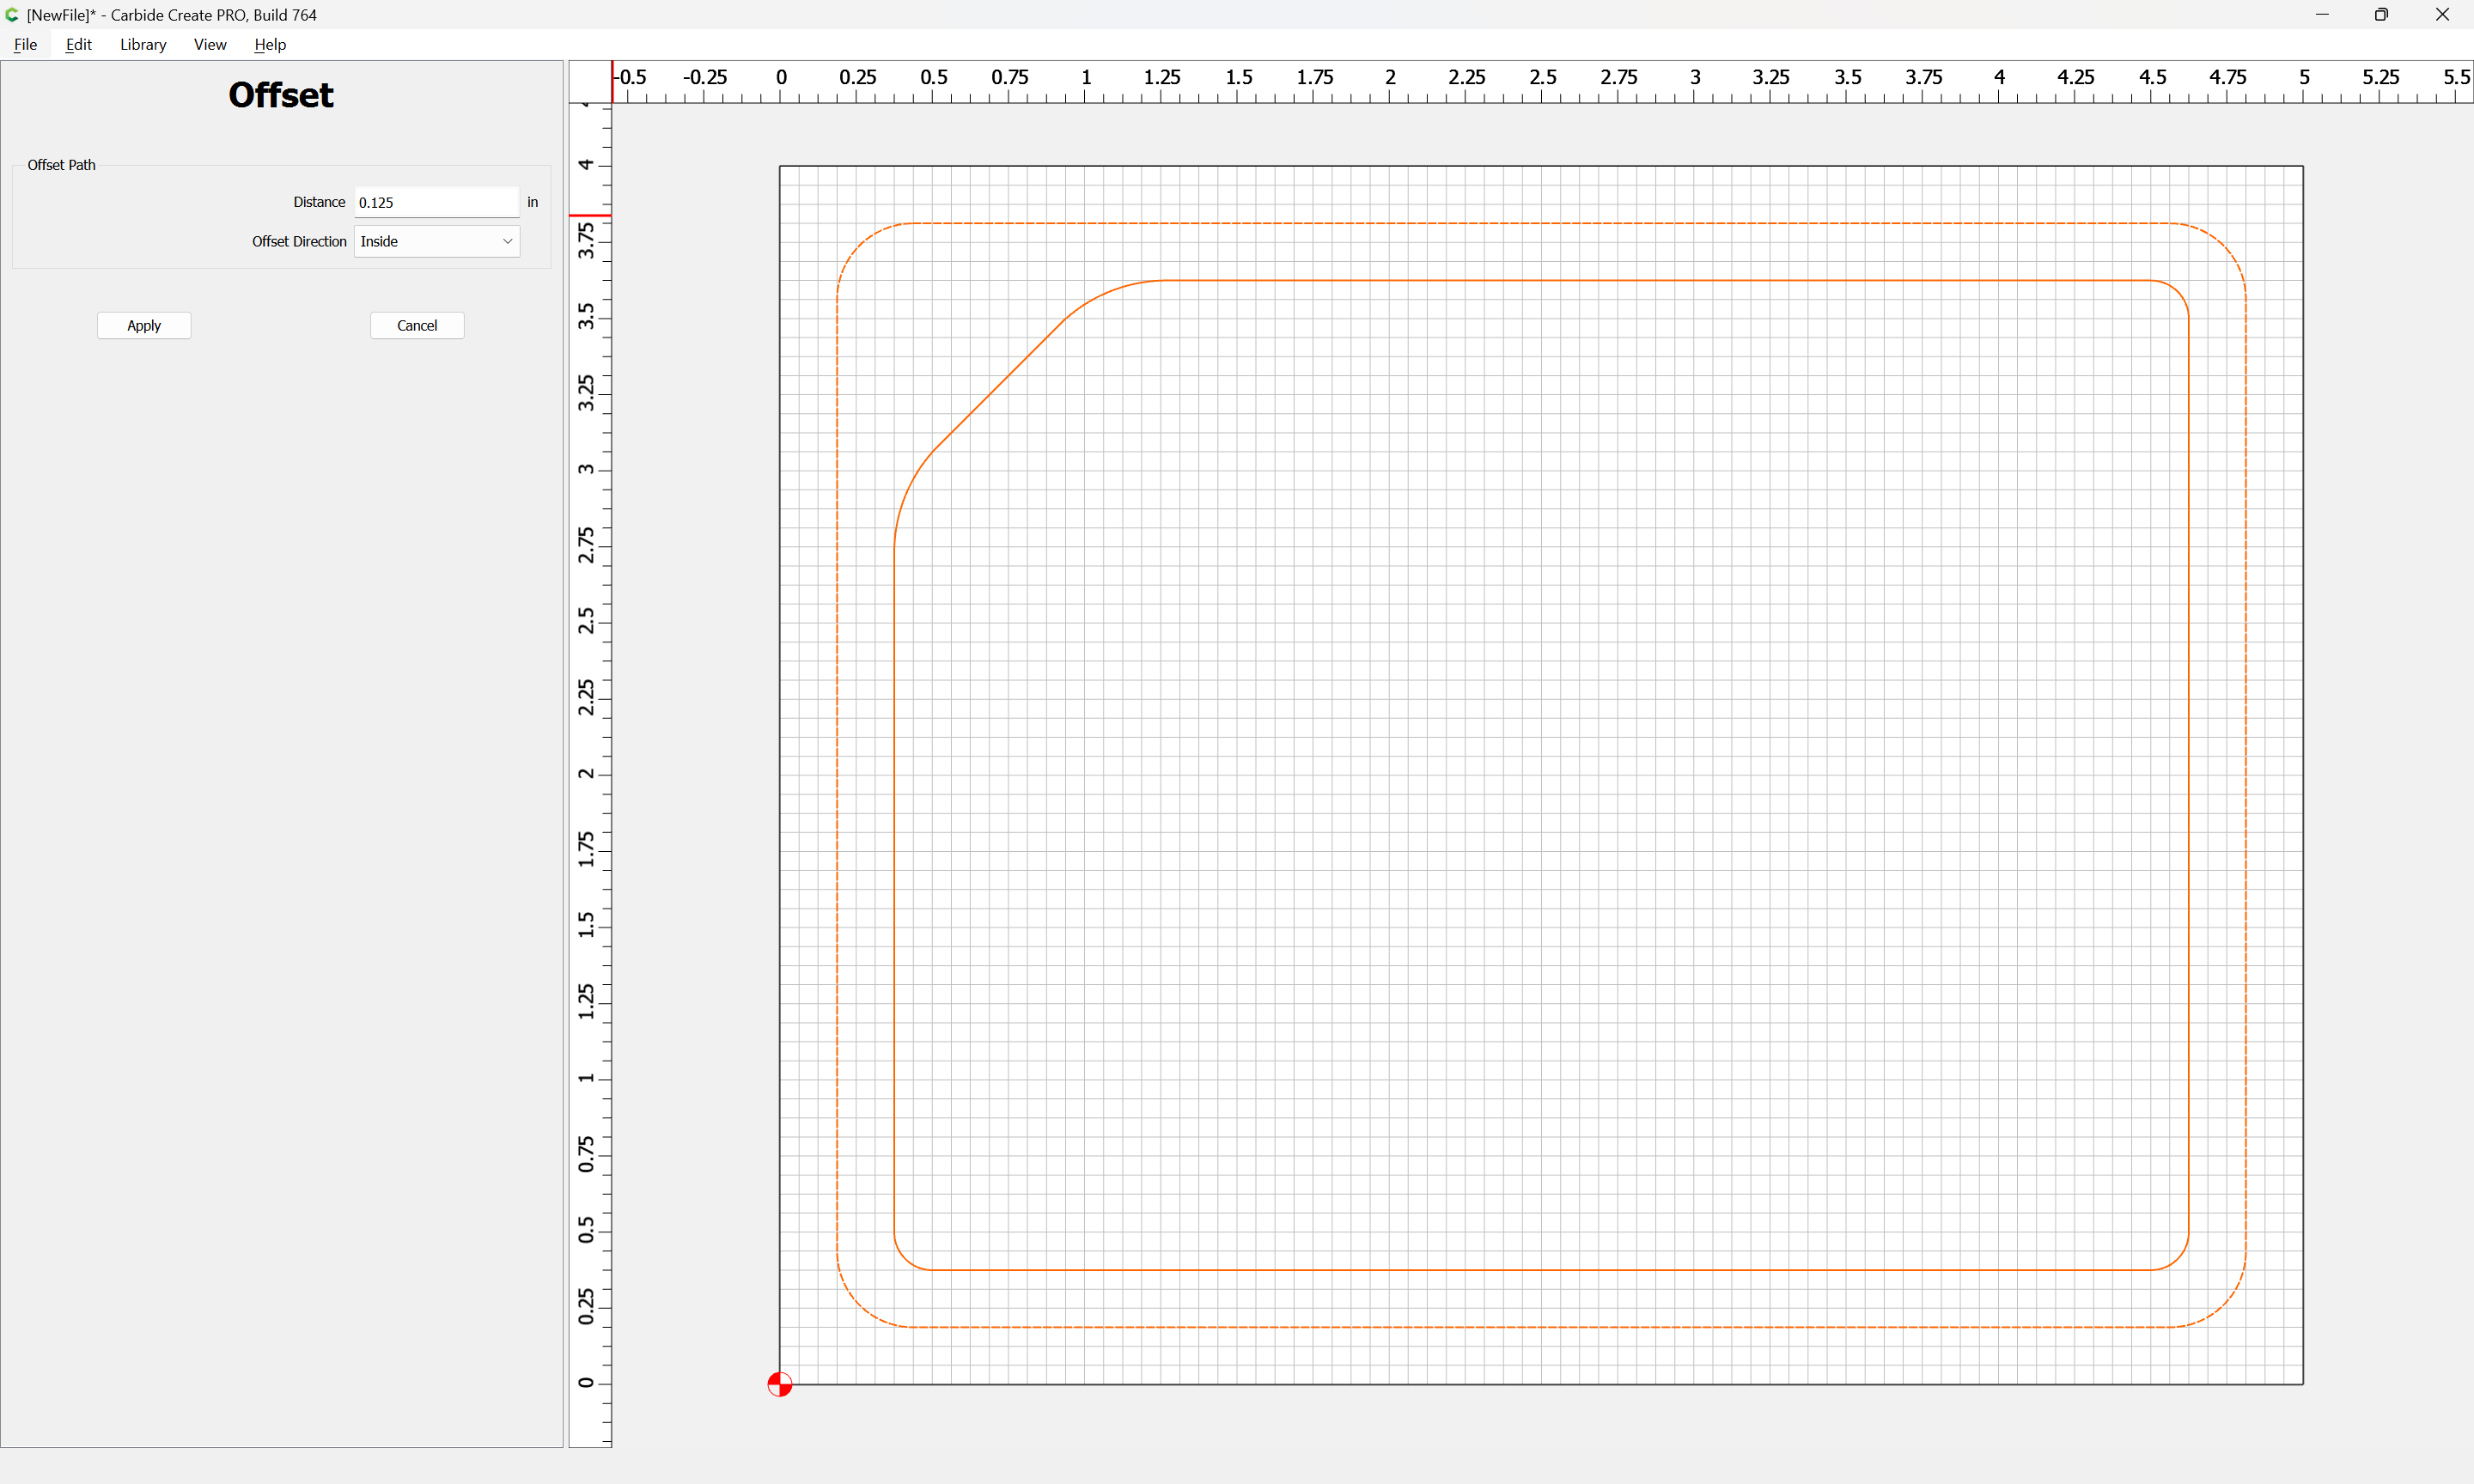 [NewFile]* - Carbide Create PRO, Build 764
File Edit Library View Help
Offset
Offset Path
Distance 0.125 in
Offset Direction Inside
Apply Cancel
-0.5 -0.25 0 0.25 0.5 0.75 1 1.25 1.5 1.75 2 2.25 2.5 2.75 3 3.25 3.5 3.75 4 4.25 4.5 4.75 5 5.25 5.5
4
3.75
3.5
3.25
3
2.75
2.5
2.25
2
1.75
1.5
1.25
1
0.75
0.5
0.25
0